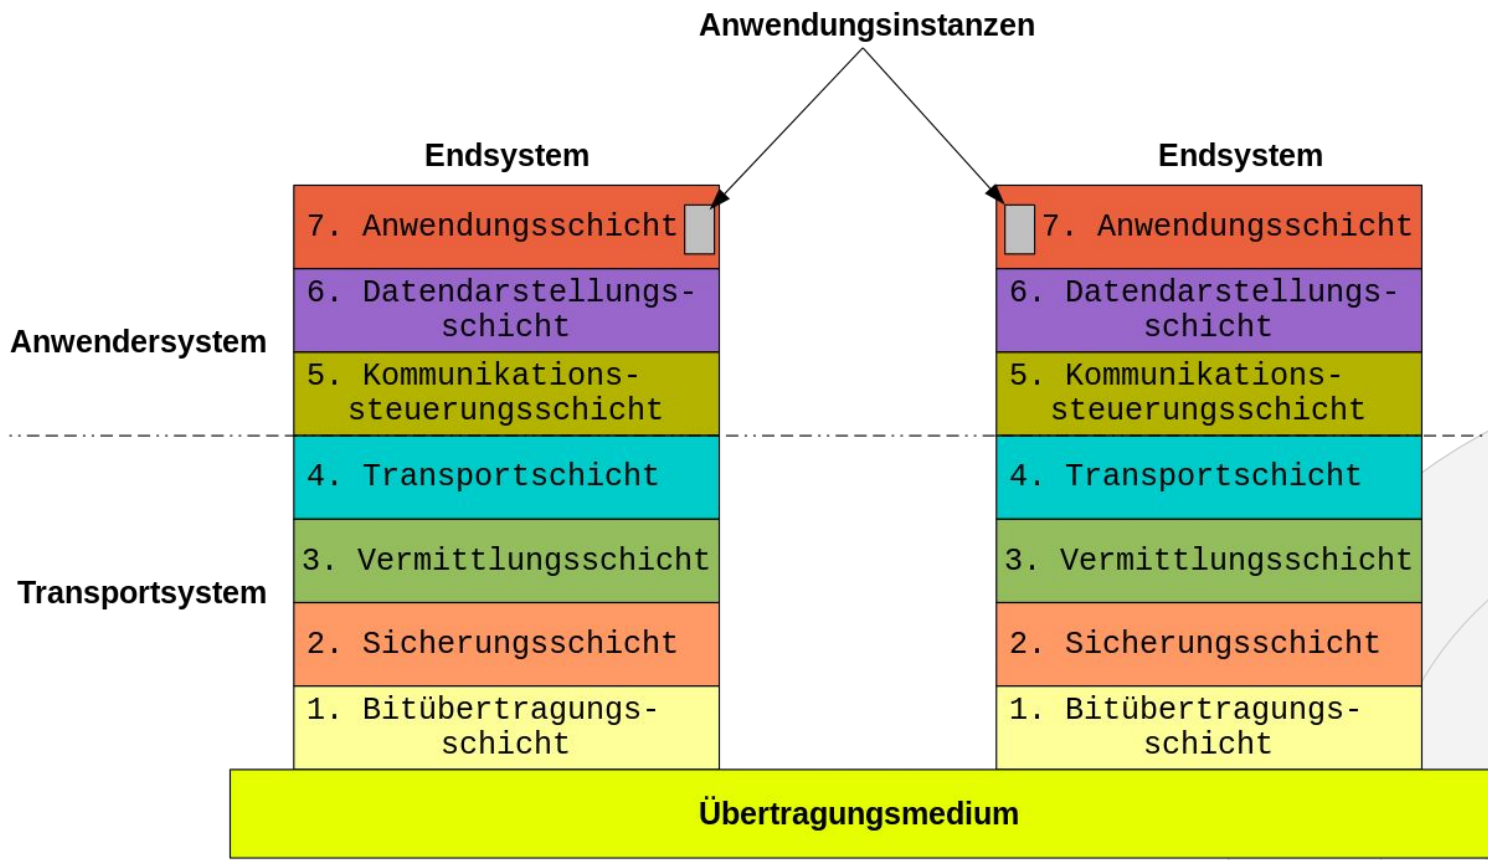 Anwendungsinstanzen
Endsystem
Endsystem
7. Anwendungsschicht
7. Anwendungsschicht
6. Datendarstellungs-
schicht
6. Datendarstellungs-
schicht
Anwendersystem
5. Kommunikations-
steuerungsschicht
5. Kommunikations-
steuerungsschicht
4. Transportschicht
4. Transportschicht
3. Vermittlungsschicht
3. Vermittlungsschicht
Transportsystem
2. Sicherungsschicht
2. Sicherungsschicht
1. Bitübertragungs-
schicht
1. Bitübertragungs-
schicht
Übertragungsmedium